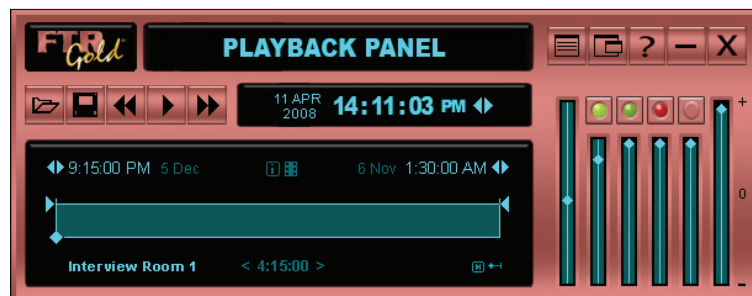 FTR Gold
PLAYBACK PANEL
? – X
11 APR 2008 14:11:03 PM
+
9:15:00 PM 5 Dec
6 Nov 1:30:00 AM
0
Interview Room 1
< 4:15:00 >
-